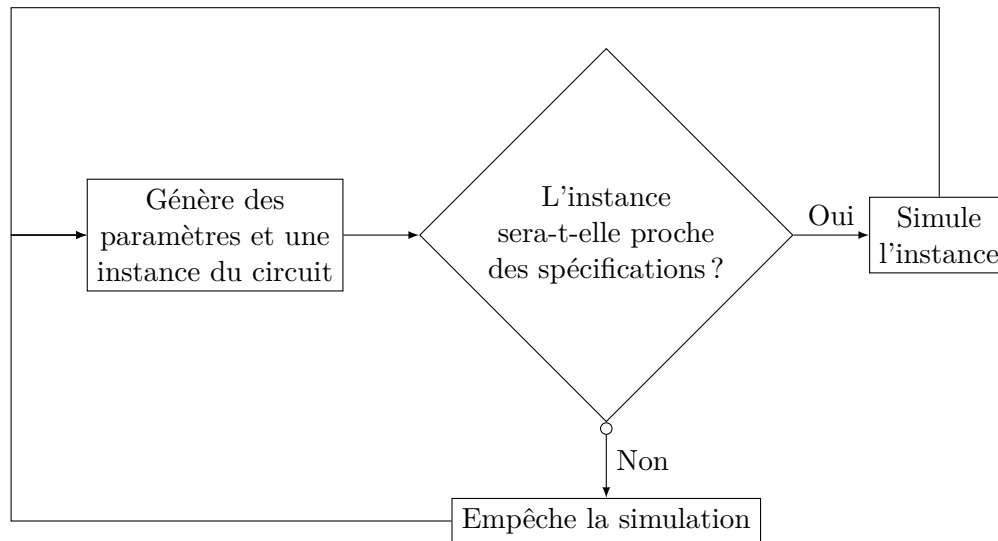 Génère des
paramètres et une
instance du circuit
L'instance
sera-t-elle proche
des spécifications ?
Oui
Simule
l'instance
Non
Empêche la simulation